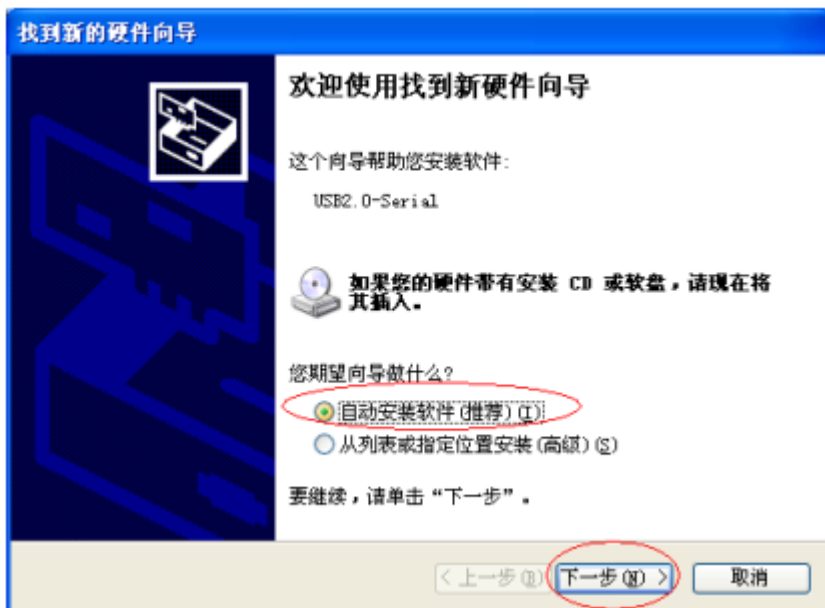 找到新的硬件向导
欢迎使用找到新硬件向导
这个向导帮助您安装软件:
USB2.0-Serial
如果您的硬件带有安装 CD 或软盘，请现在将
其插入。
您期望向导做什么?
自动安装软件(推荐)(I)
从列表或指定位置安装(高级)(S)
要继续，请单击“下一步”。
< 上一步(B)
下一步(N) >
取消